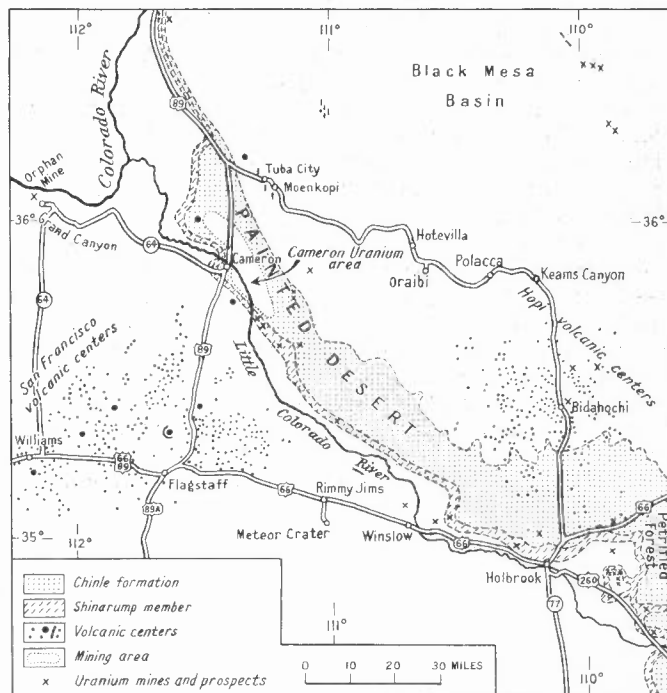 112°
111°
110°
Black Mesa
Basin
89
Colorado River
Orphan
Mine
Tuba City
Moenkopi
36°
36°
Grand Canyon
64
PAINTED DESERT
Cameron
Cameron Uranium
area
Hotevilla
Oraibi
Polacca
Keams Canyon
64
89
San Francisco
volcanic centers
Hopi volcanic centers
Little Colorado River
Bidahochi
Williams
66
89
Flagstaff
66
Rimmy Jims
66
89A
Meteor Crater
Winslow
66
Petrified
Forest
35°
35°
112°
Holbrook
260
77
111°
110°
Chinle formation
Shinarump member
Volcanic centers
Mining area
Uranium mines and prospects
0 10 20 30 MILES